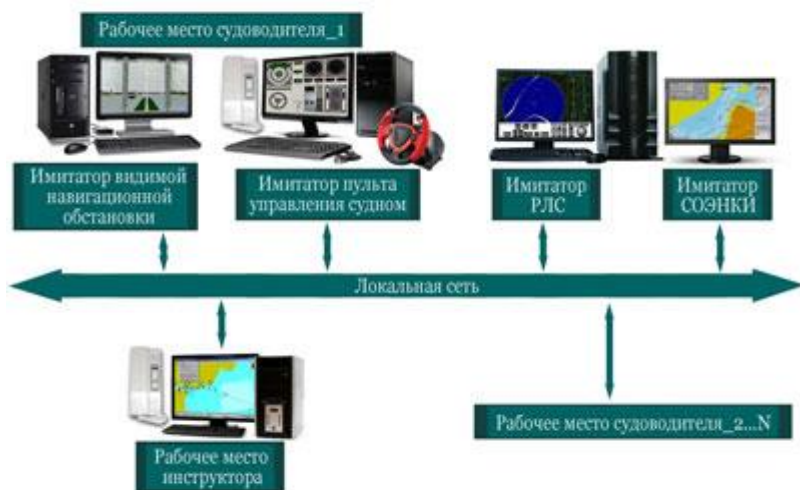 Рабочее место судоводителя_1
Имитатор видимой
навигационной
обстановки
Имитатор пульта
управления судном
Имитатор
РЛС
Имитатор
СОЭНКИ
Локальная сеть
Рабочее место
инструктора
Рабочее место судоводителя_2...N